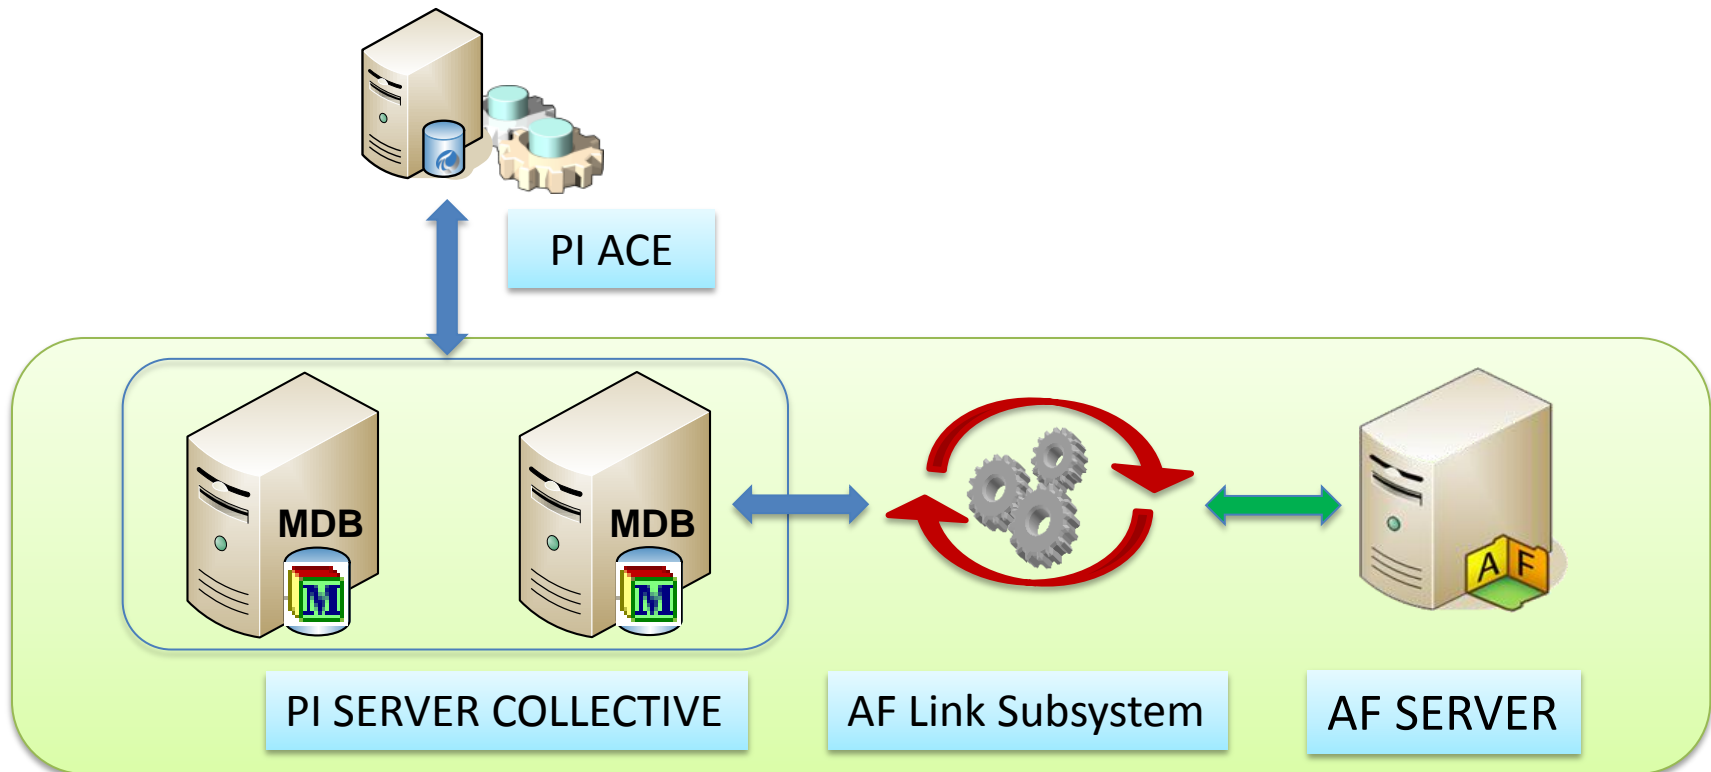 PI ACE
MDB
MDB
M
M
A F
PI SERVER COLLECTIVE
AF Link Subsystem
AF SERVER